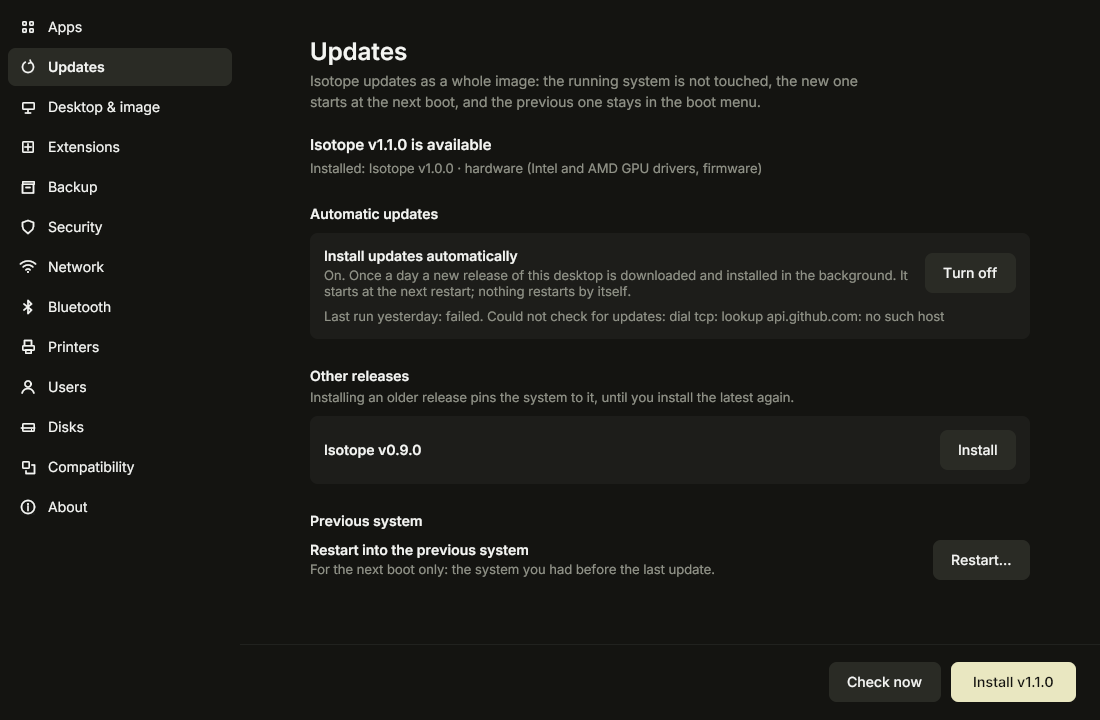 Apps
Updates
Desktop & image
Extensions
Backup
Security
Network
Bluetooth
Printers
Users
Disks
Compatibility
About
Updates
Isotope updates as a whole image: the running system is not touched, the new one
starts at the next boot, and the previous one stays in the boot menu.
Isotope v1.1.0 is available
Installed: Isotope v1.0.0 · hardware (Intel and AMD GPU drivers, firmware)
Automatic updates
Install updates automatically
On. Once a day a new release of this desktop is downloaded and installed in the background. It
starts at the next restart; nothing restarts by itself.
Turn off
Last run yesterday: failed. Could not check for updates: dial tcp: lookup api.github.com: no such host
Other releases
Installing an older release pins the system to it, until you install the latest again.
Isotope v0.9.0
Install
Previous system
Restart into the previous system
For the next boot only: the system you had before the last update.
Restart...
Check now
Install v1.1.0